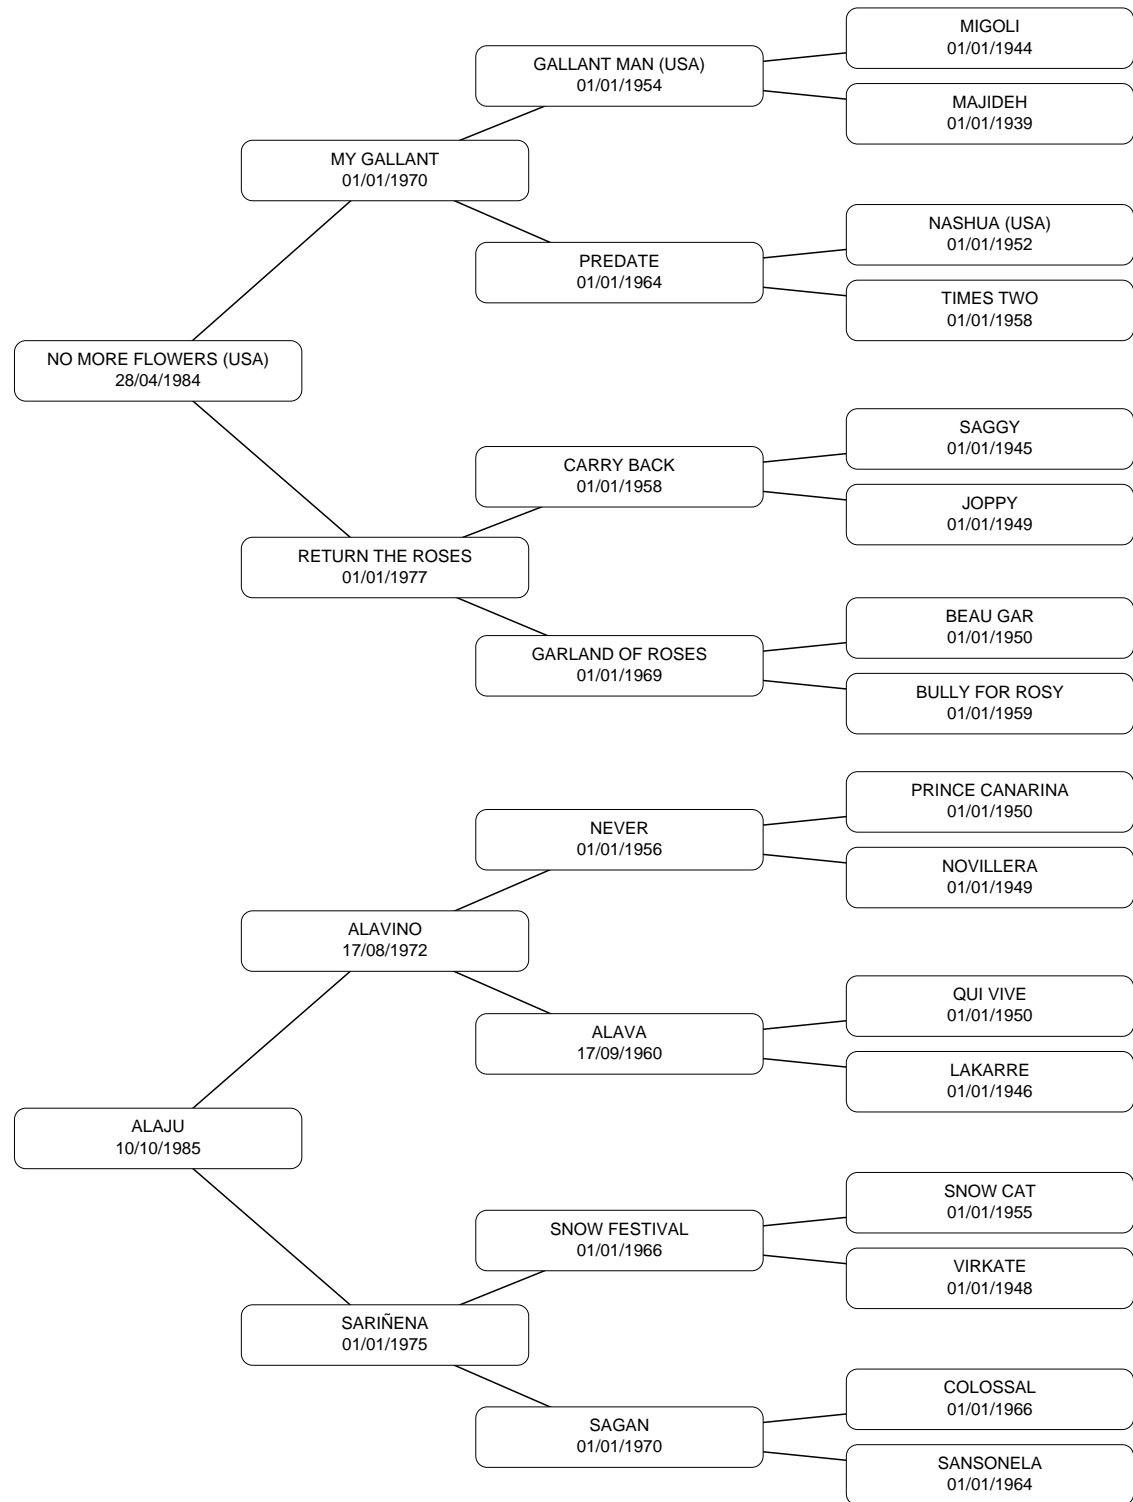 MIGOLI
01/01/1944
GALLANT MAN (USA)
01/01/1954
MAJIDEH
01/01/1939
MY GALLANT
01/01/1970
NASHUA (USA)
01/01/1952
PREDATE
01/01/1964
TIMES TWO
01/01/1958
NO MORE FLOWERS (USA)
28/04/1984
SAGGY
01/01/1945
CARRY BACK
01/01/1958
JOPPY
01/01/1949
RETURN THE ROSES
01/01/1977
BEAU GAR
01/01/1950
GARLAND OF ROSES
01/01/1969
BULLY FOR ROSY
01/01/1959
PRINCE CANARINA
01/01/1950
NEVER
01/01/1956
NOVILLERA
01/01/1949
ALAVINO
17/08/1972
QUI VIVE
01/01/1950
ALAVA
17/09/1960
LAKARRE
01/01/1946
ALAJU
10/10/1985
SNOW CAT
01/01/1955
SNOW FESTIVAL
01/01/1966
VIRKATE
01/01/1948
SARIÑENA
01/01/1975
COLOSSAL
01/01/1966
SAGAN
01/01/1970
SANSONELA
01/01/1964